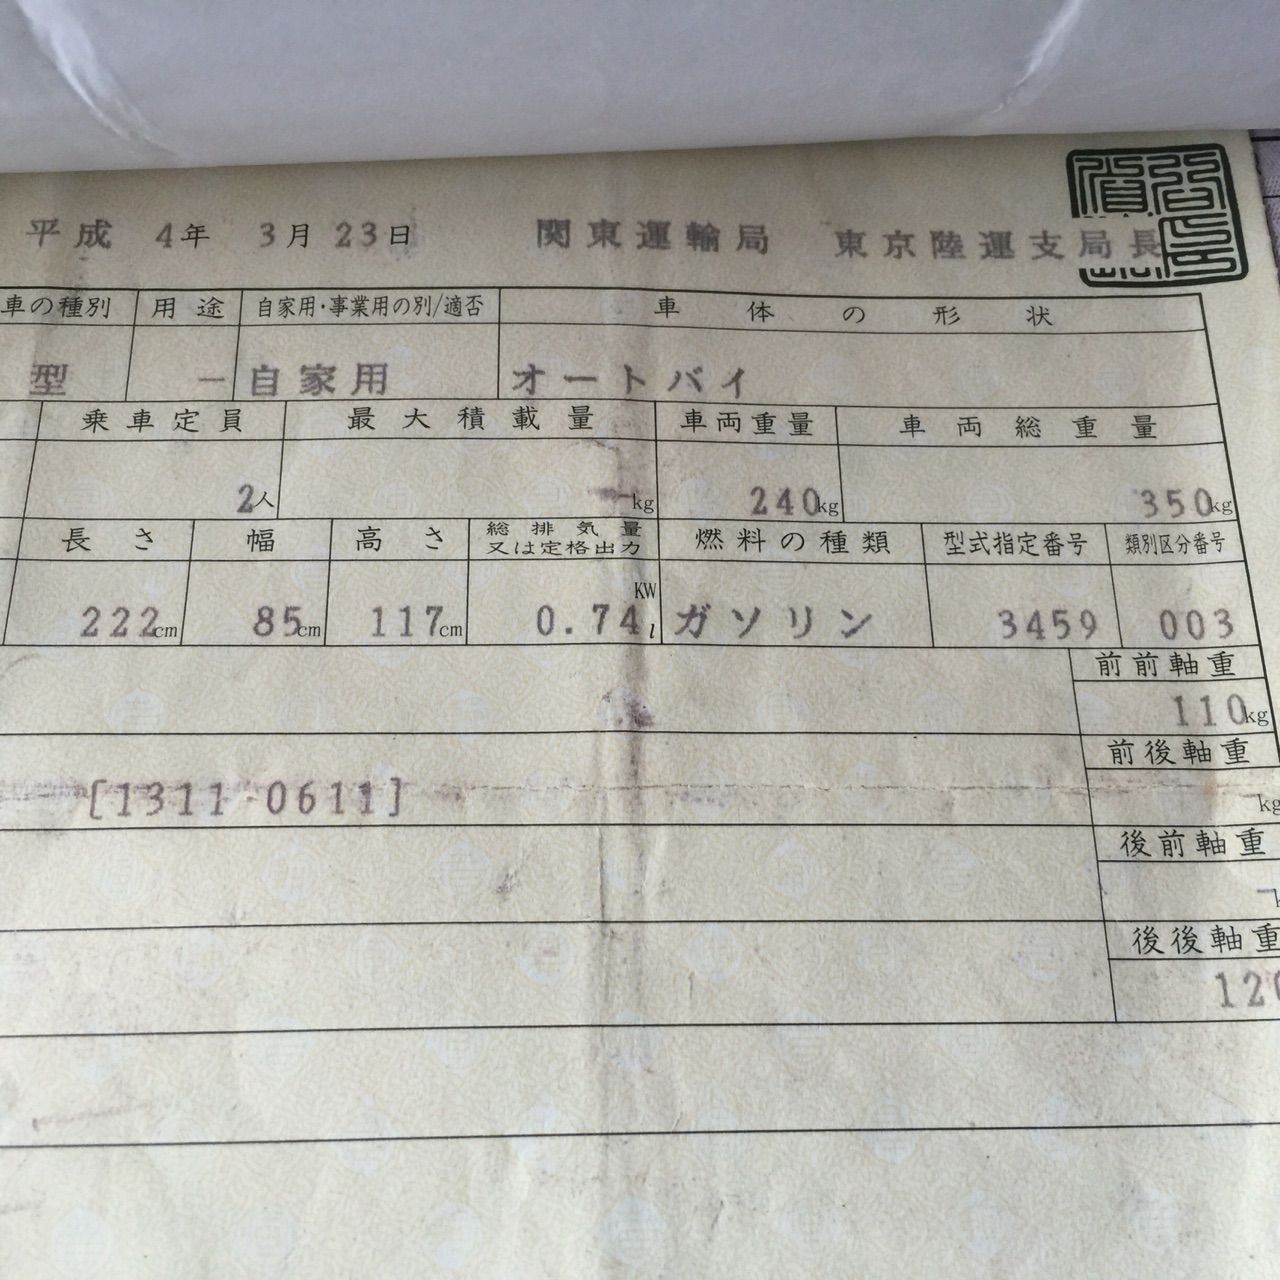 平成 4年 3月 23日 関東運輸局 東京陸運支局長
車の種別 用途 自家用・事業用の別/適否 車体の形状
型 － 自家用 オートバイ
乗車定員 最大積載量 車両重量 車両総重量
2人 －kg 240kg 350kg
長さ 幅 高さ 総排気量又は定格出力 燃料の種類 型式指定番号 類別区分番号
222cm 85cm 117cm 0.74 KW l ガソリン 3459 003
前前軸重
110kg
前後軸重
[1311-0611] －kg
後前軸重
－k
後後軸重
120